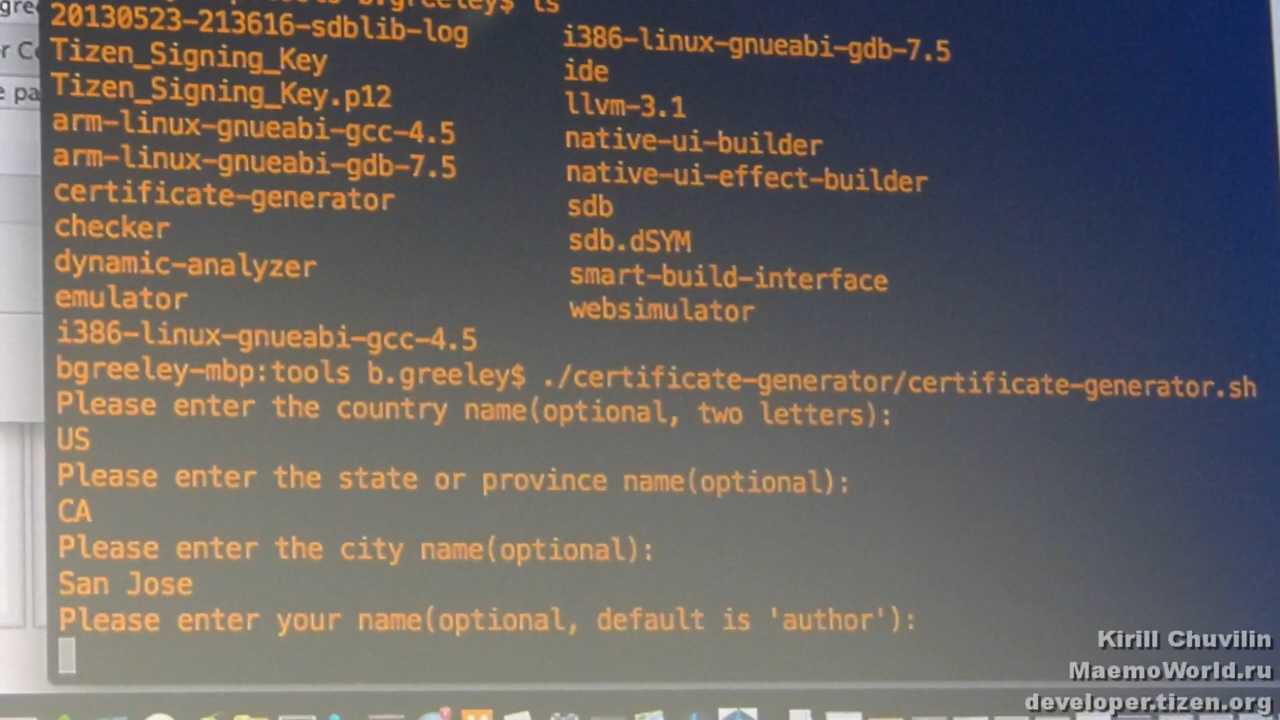 b.greeley$ ls
20130523-213616-sdblib-log
Tizen_Signing_Key
Tizen_Signing_Key.p12
arm-linux-gnueabi-gcc-4.5
arm-linux-gnueabi-gdb-7.5
certificate-generator
checker
dynamic-analyzer
emulator
i386-linux-gnueabi-gcc-4.5
i386-linux-gnueabi-gdb-7.5
ide
llvm-3.1
native-ui-builder
native-ui-effect-builder
sdb
sdb.dSYM
smart-build-interface
websimulator
bgreeley-mbp:tools b.greeley$ ./certificate-generator/certificate-generator.sh
Please enter the country name(optional, two letters):
US
Please enter the state or province name(optional):
CA
Please enter the city name(optional):
San Jose
Please enter your name(optional, default is 'author'):
Kirill Chuvilin
MaemoWorld.ru
developer.tizen.org